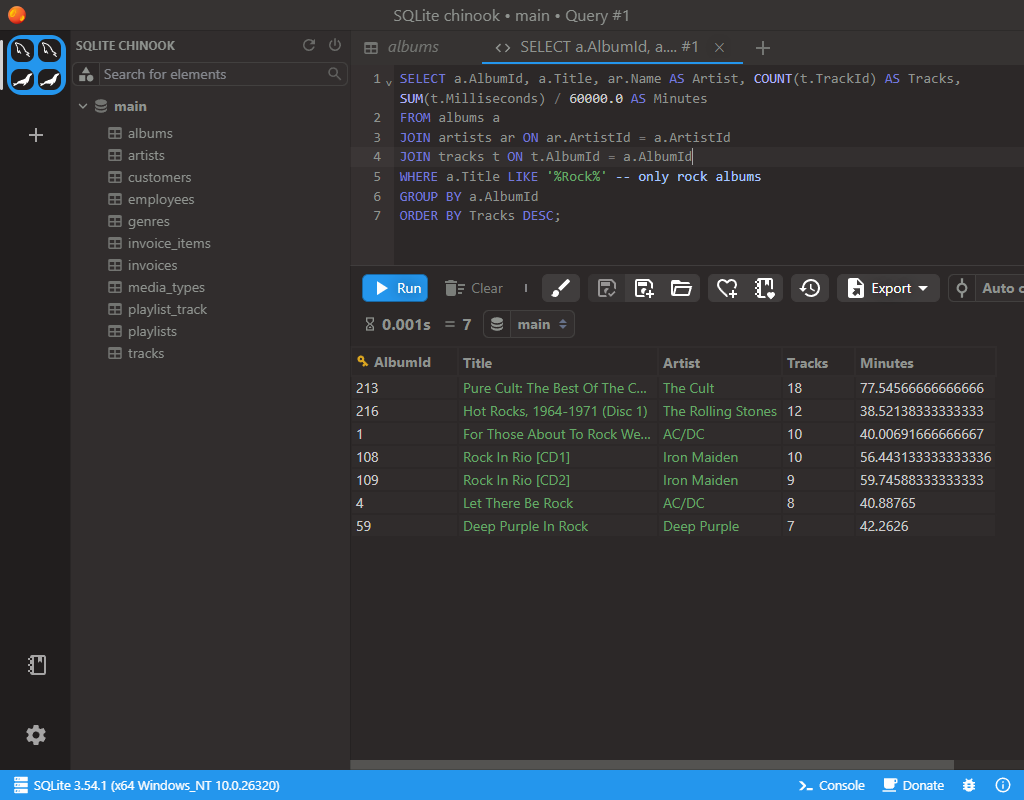 SQLite chinook • main • Query #1
SQLITE CHINOOK
Search for elements
main
albums
artists
customers
employees
genres
invoice_items
invoices
media_types
playlist_track
playlists
tracks
albums
SELECT a.AlbumId, a.... #1
1 SELECT a.AlbumId, a.Title, ar.Name AS Artist, COUNT(t.TrackId) AS Tracks,
SUM(t.Milliseconds) / 60000.0 AS Minutes
2 FROM albums a
3 JOIN artists ar ON ar.ArtistId = a.ArtistId
4 JOIN tracks t ON t.AlbumId = a.AlbumId
5 WHERE a.Title LIKE '%Rock%' -- only rock albums
6 GROUP BY a.AlbumId
7 ORDER BY Tracks DESC;
Run Clear Export Auto c
0.001s = 7 main
AlbumId Title Artist Tracks Minutes
213 Pure Cult: The Best Of The C... The Cult 18 77.54566666666666
216 Hot Rocks, 1964-1971 (Disc 1) The Rolling Stones 12 38.52138333333333
1 For Those About To Rock We... AC/DC 10 40.00691666666667
108 Rock In Rio [CD1] Iron Maiden 10 56.443133333333336
109 Rock In Rio [CD2] Iron Maiden 9 59.74588333333333
4 Let There Be Rock AC/DC 8 40.88765
59 Deep Purple In Rock Deep Purple 7 42.2626
SQLite 3.54.1 (x64 Windows_NT 10.0.26320)
Console Donate